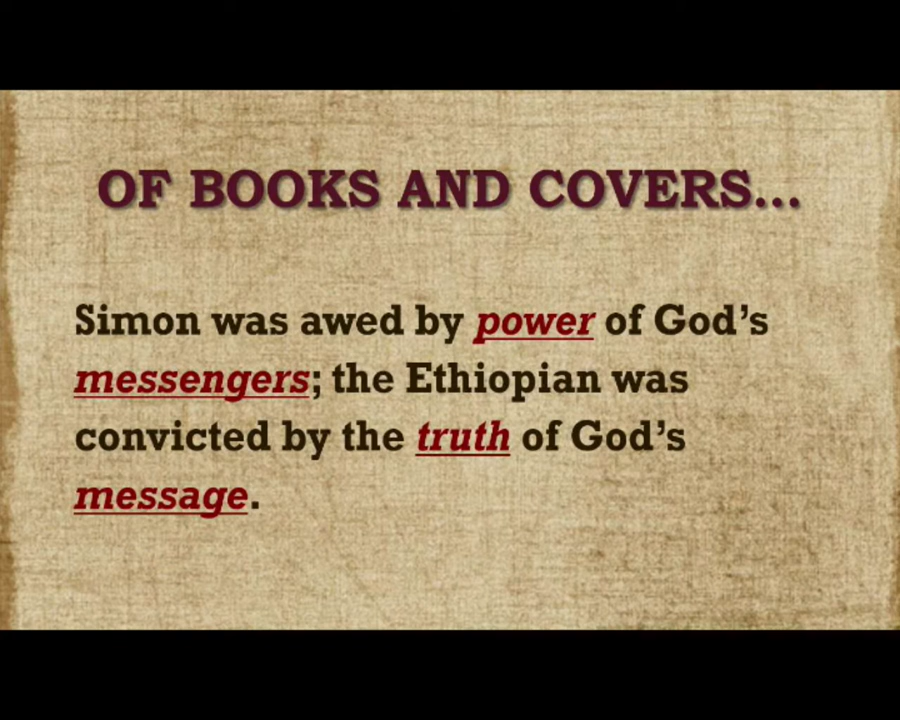 OF BOOKS AND COVERS...
Simon was awed by power of God’s
messengers; the Ethiopian was
convicted by the truth of God’s
message.